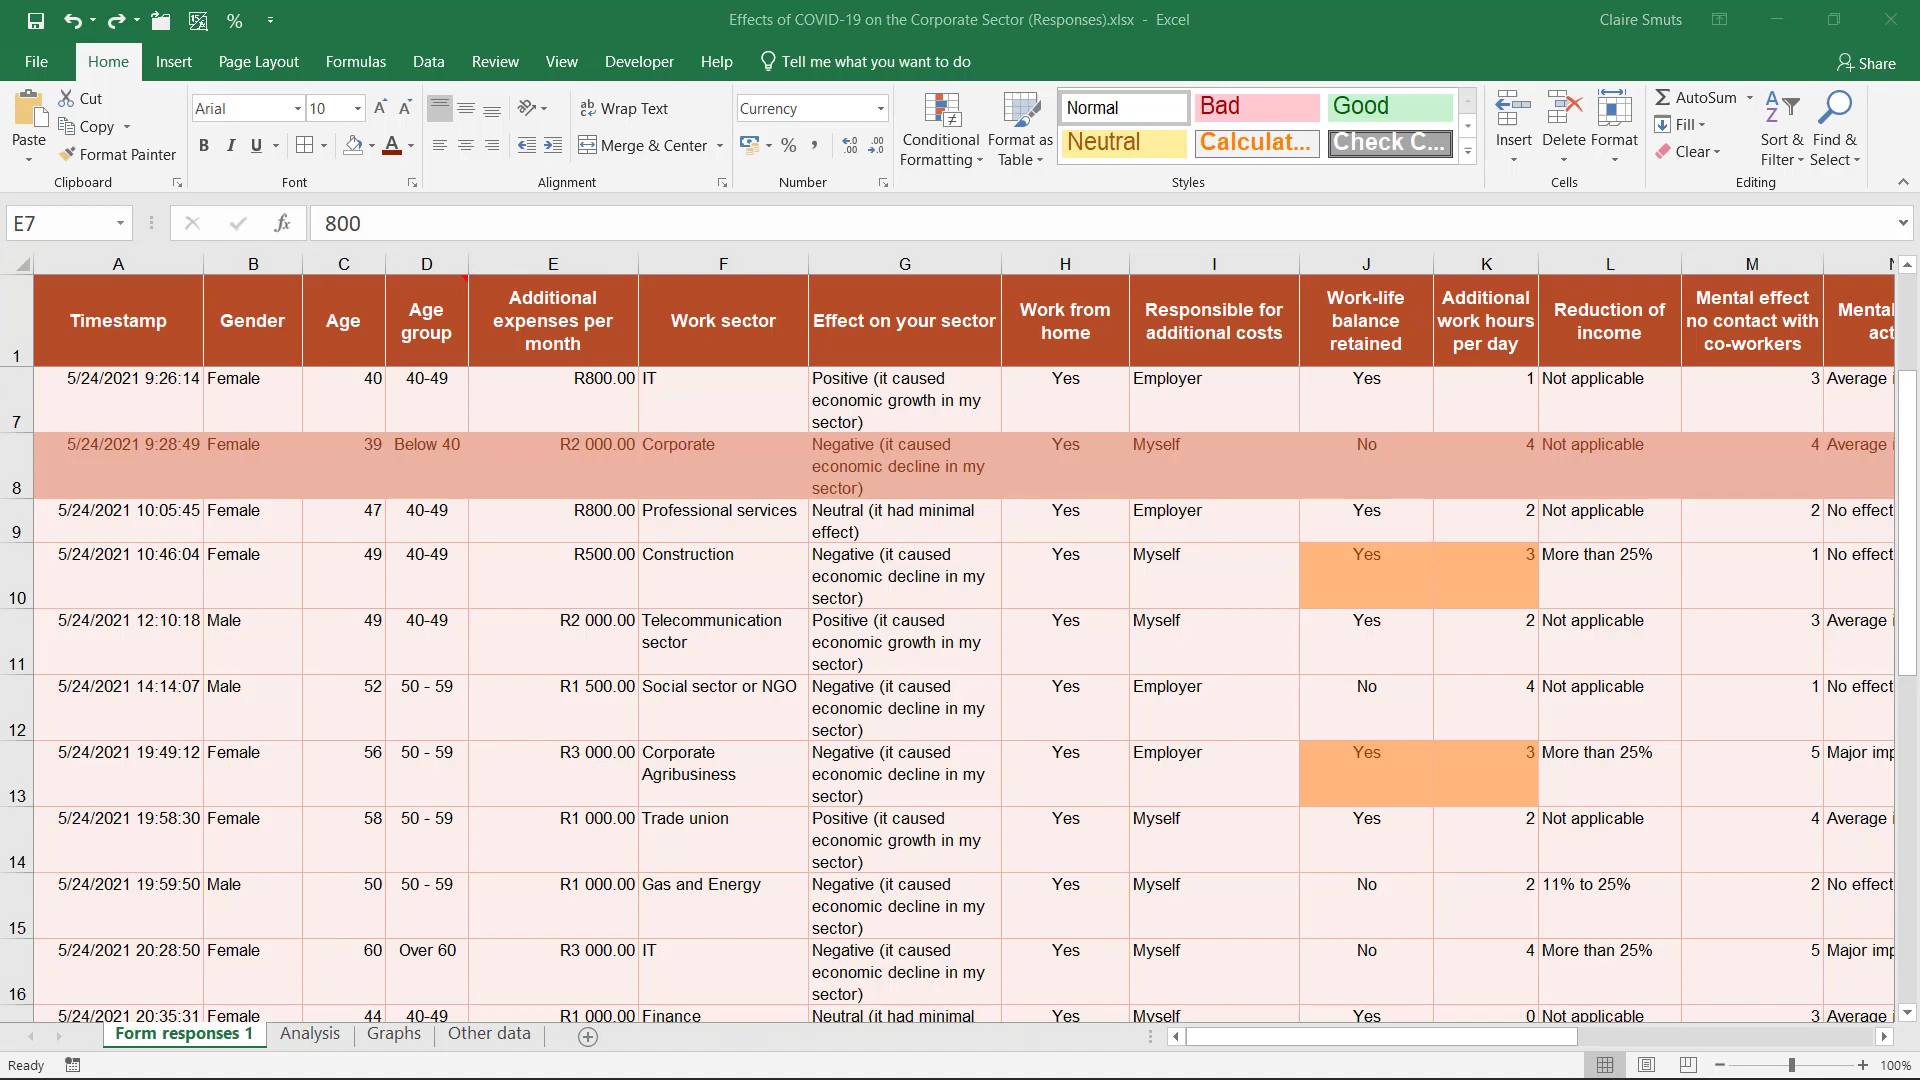 Effects of COVID-19 on the Corporate Sector (Responses).xlsx - Excel
Claire Smuts
File Home Insert Page Layout Formulas Data Review View Developer Help Tell me what you want to do Share
Paste
Cut
Copy
Format Painter
Clipboard
Arial 10
B I U
Font
Wrap Text
Merge & Center
Alignment
Currency
Number
Conditional Formatting
Format as Table
Normal Bad Good
Neutral Calculat... Check C...
Styles
Insert Delete Format
Cells
AutoSum
Fill
Clear
Sort & Filter
Find & Select
Editing
E7 fx 800
A B C D E F G H I J K L M
1 Timestamp Gender Age Age group Additional expenses per month Work sector Effect on your sector Work from home Responsible for additional costs Work-life balance retained Additional work hours per day Reduction of income Mental effect no contact with co-workers Mental
7 5/24/2021 9:26:14 Female 40 40-49 R800.00 IT Positive (it caused economic growth in my sector) Yes Employer Yes 1 Not applicable 3 Average
8 5/24/2021 9:28:49 Female 39 Below 40 R2 000.00 Corporate Negative (it caused economic decline in my sector) Yes Myself No 4 Not applicable 4 Average
9 5/24/2021 10:05:45 Female 47 40-49 R800.00 Professional services Neutral (it had minimal effect) Yes Employer Yes 2 Not applicable 2 No effect
10 5/24/2021 10:46:04 Female 49 40-49 R500.00 Construction Negative (it caused economic decline in my sector) Yes Myself Yes 3 More than 25% 1 No effect
11 5/24/2021 12:10:18 Male 49 40-49 R2 000.00 Telecommunication sector Positive (it caused economic growth in my sector) Yes Myself Yes 2 Not applicable 3 Average
12 5/24/2021 14:14:07 Male 52 50 - 59 R1 500.00 Social sector or NGO Negative (it caused economic decline in my sector) Yes Employer No 4 Not applicable 1 No effect
13 5/24/2021 19:49:12 Female 56 50 - 59 R3 000.00 Corporate Agribusiness Negative (it caused economic decline in my sector) Yes Employer Yes 3 More than 25% 5 Major
14 5/24/2021 19:58:30 Female 58 50 - 59 R1 000.00 Trade union Positive (it caused economic growth in my sector) Yes Myself Yes 2 Not applicable 4 Average
15 5/24/2021 19:59:50 Male 50 50 - 59 R1 000.00 Gas and Energy Negative (it caused economic decline in my sector) Yes Myself No 2 11% to 25% 2 No effect
16 5/24/2021 20:28:50 Female 60 Over 60 R3 000.00 IT Negative (it caused economic decline in my sector) Yes Myself No 4 More than 25% 5 Major
5/24/2021 20:35:31 Female 44 40-49 R1 000.00 Finance Neutral (it had minimal Yes Myself Yes 0 Not applicable 3 Average
Form responses 1 Analysis Graphs Other data
Ready 100%